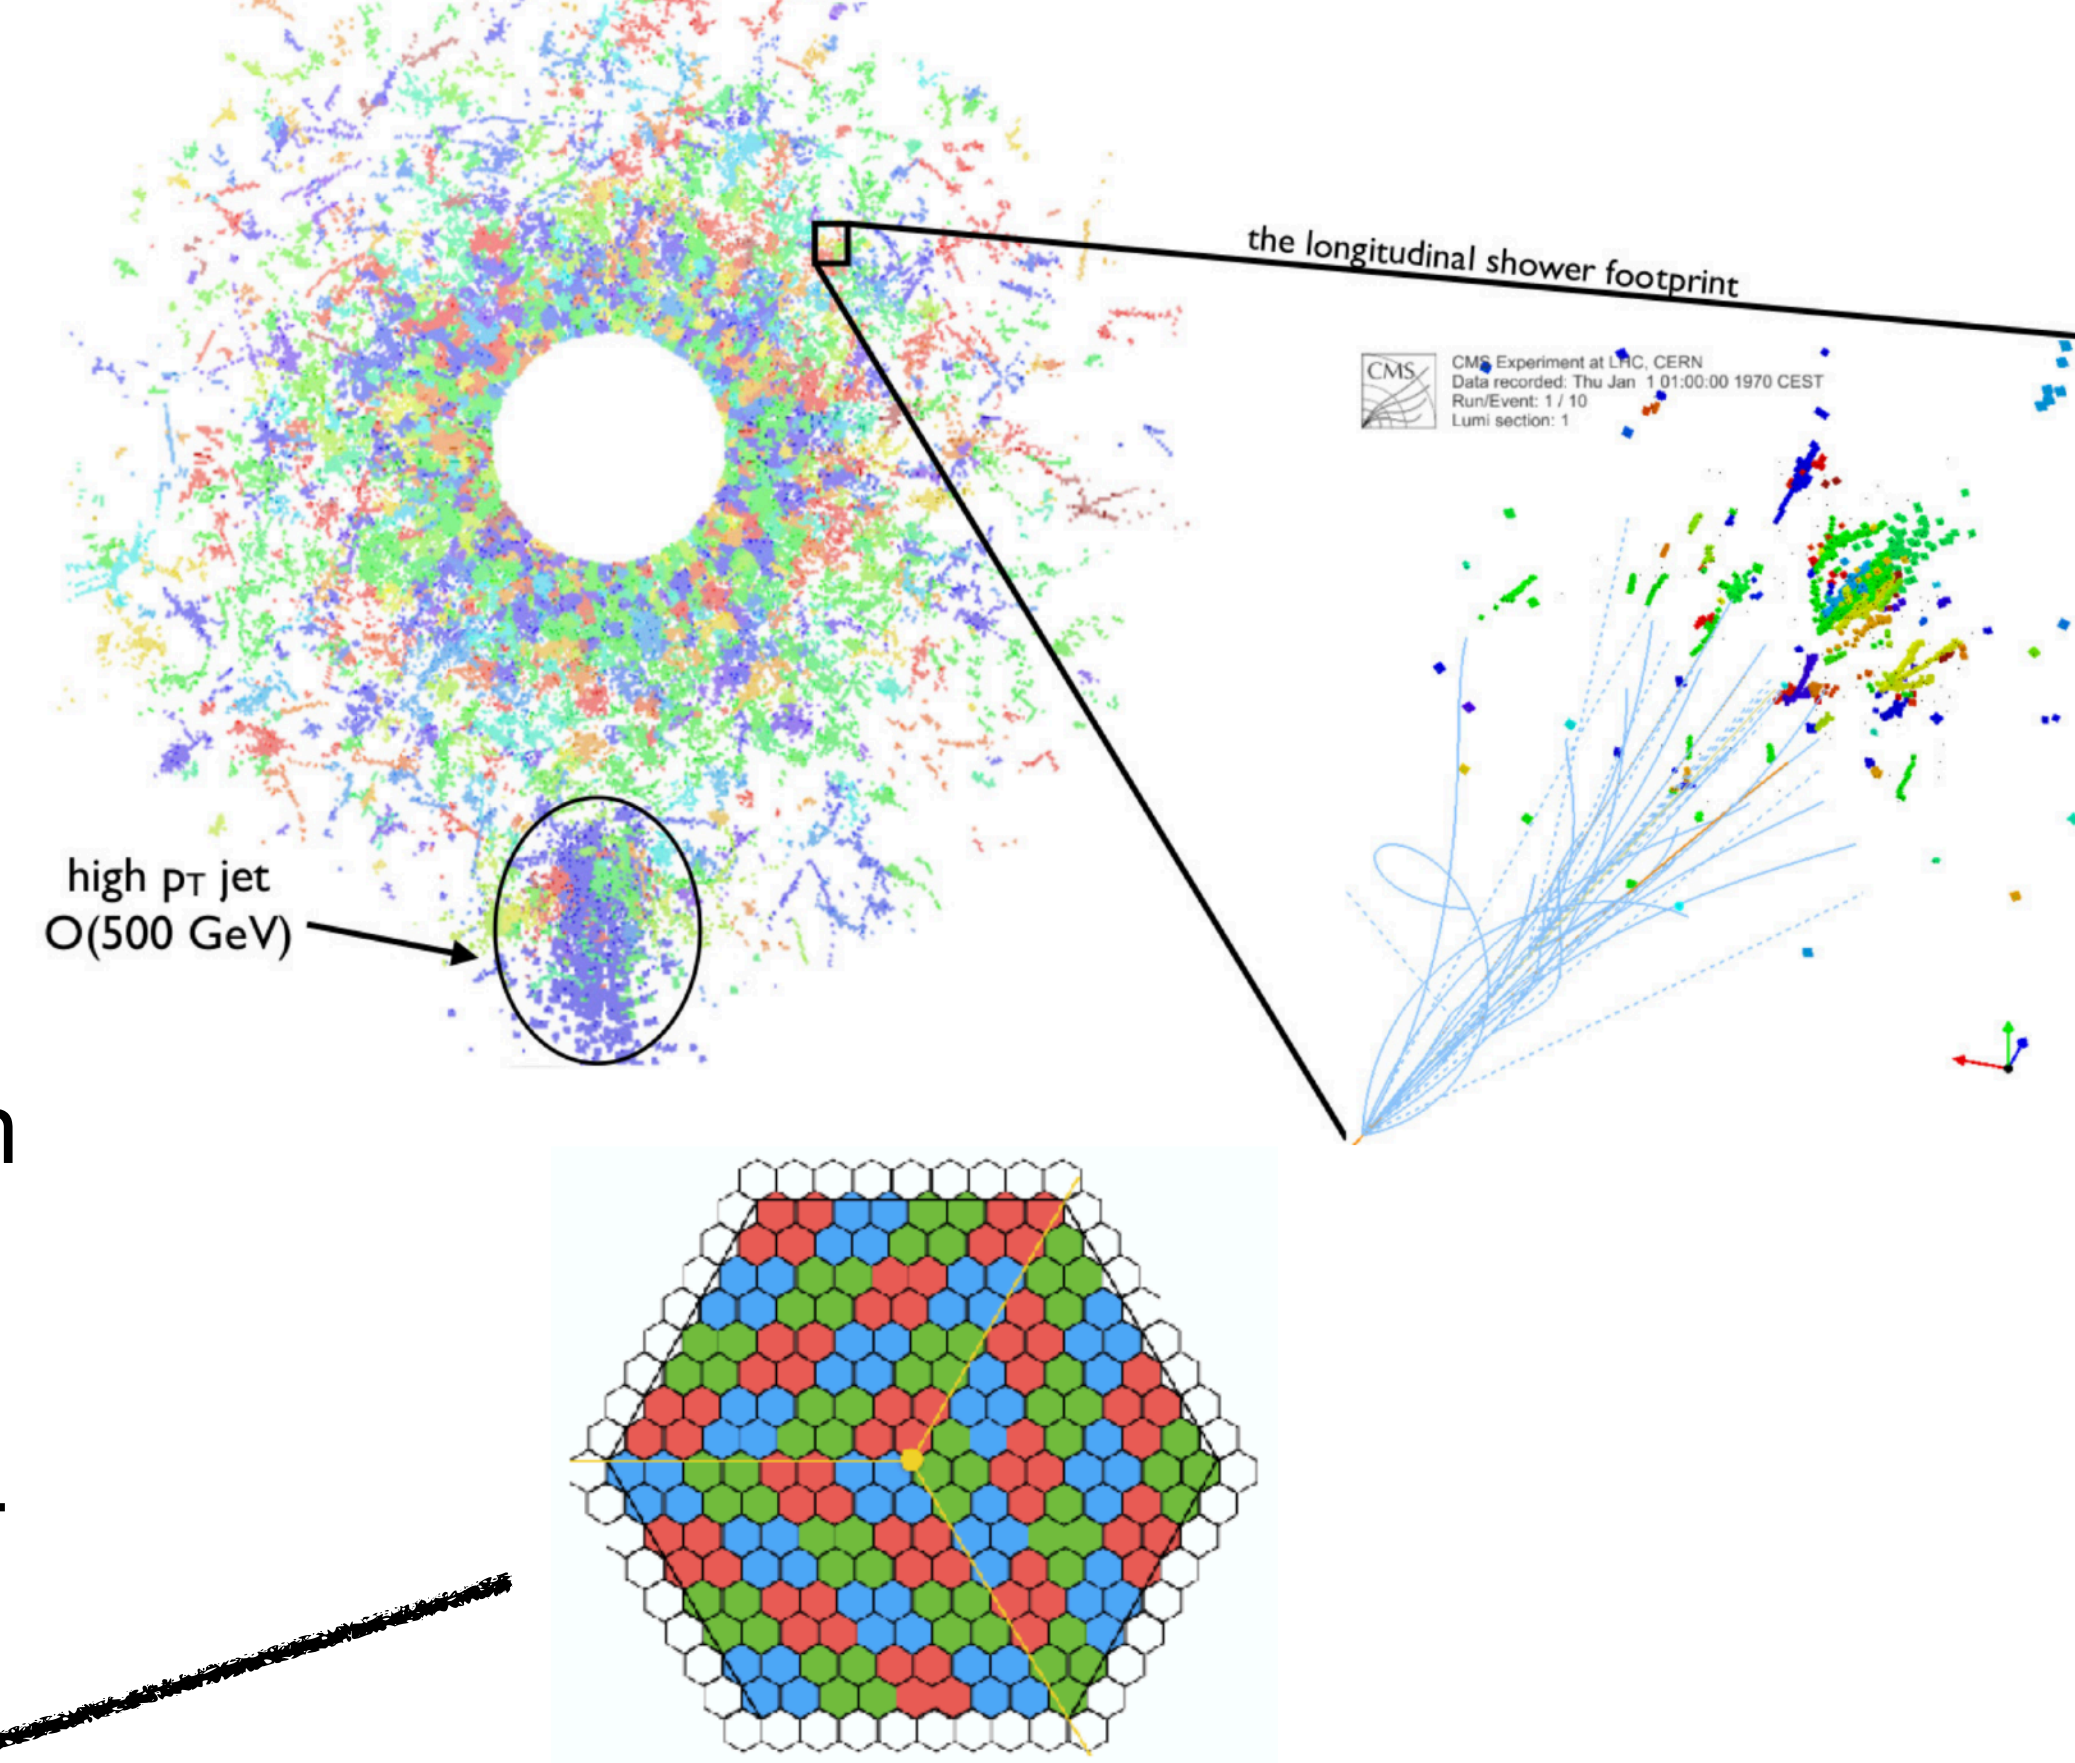 the longitudinal shower footprint
CMS
CMS Experiment at LHC, CERN
Data recorded: Thu Jan 1 01:00:00 1970 CEST
Run/Event: 1 / 10
Lumi section: 1
high pT jet
O(500 GeV)
n